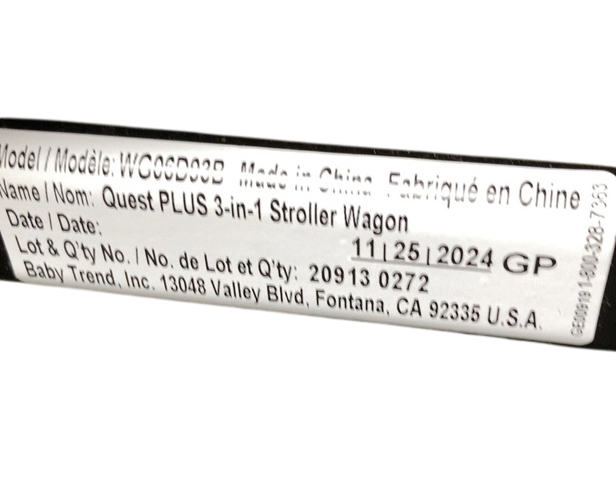 Model / Modèle: Made in China Fabriqué en Chine
Name / Nom: Quest PLUS 3-in-1 Stroller Wagon
Date / Date: 11|25|2024 GP
Lot & Q'ty No. / No. de Lot et Q'ty: 20913 0272
Baby Trend, Inc. 13048 Valley Blvd, Fontana, CA 92335 U.S.A.
GE00919 1-800-328-7363